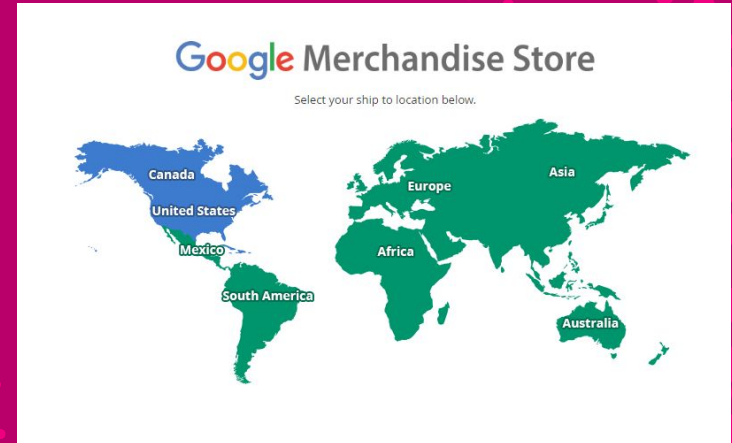 Google Merchandise Store
Select your ship to location below.
Canada
United States
Mexico
South America
Europe
Africa
Asia
Australia